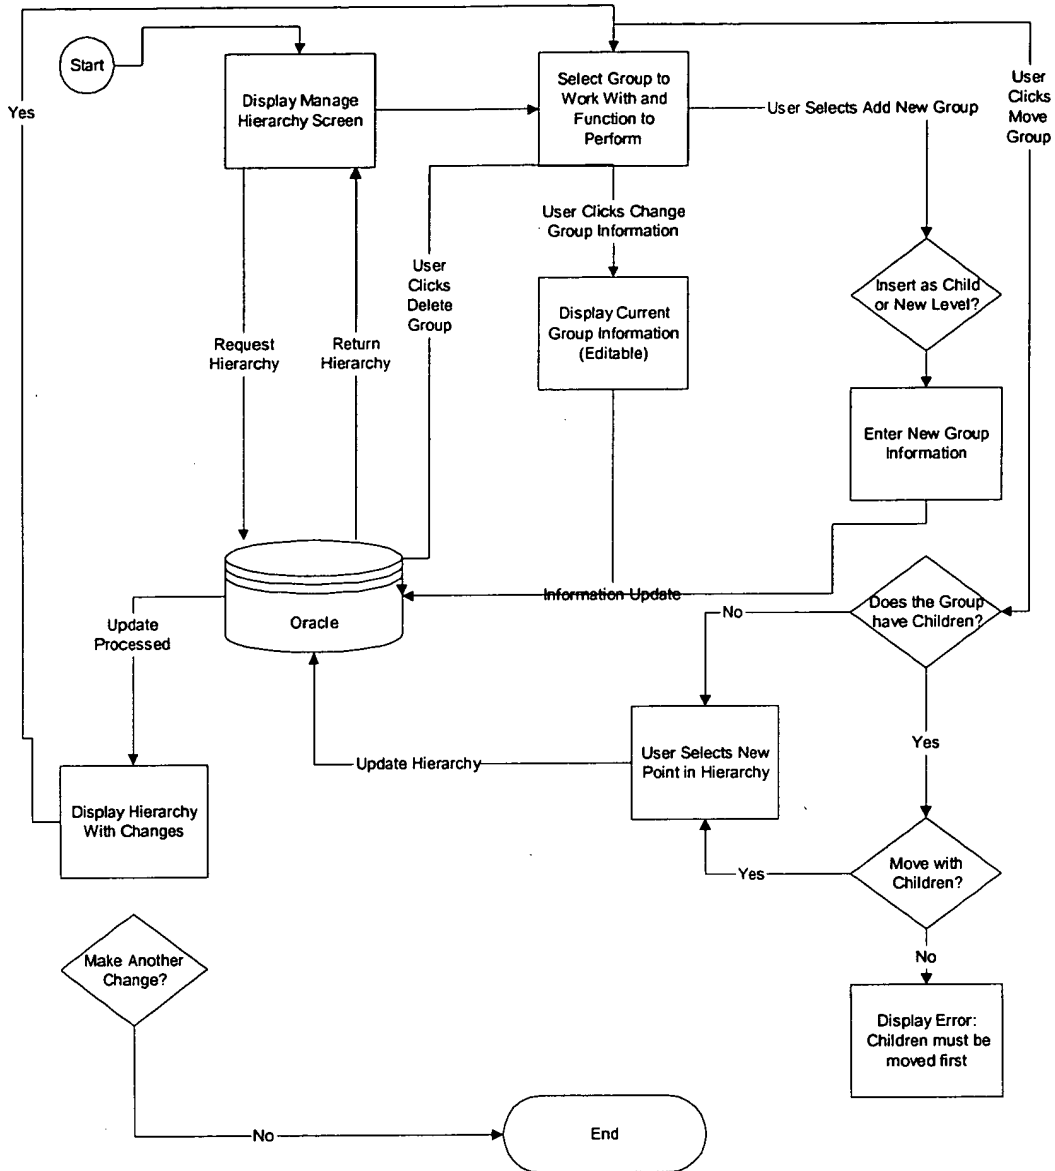 Start
Yes
Display Manage
Hierarchy Screen
Select Group to
Work With and
Function to
Perform
User Selects Add New Group
User
Clicks
Move
Group
User Clicks Change
Group Information
User
Clicks
Delete
Group
Insert as Child
or New Level?
Display Current
Group Information
(Editable)
Request
Hierarchy
Return
Hierarchy
Enter New Group
Information
Information Update
Oracle
Does the Group
have Children?
No
Update
Processed
Yes
User Selects New
Point in Hierarchy
Update Hierarchy
Display Hierarchy
With Changes
Move with
Children?
Yes
No
Make Another
Change?
Display Error:
Children must be
moved first
No
End